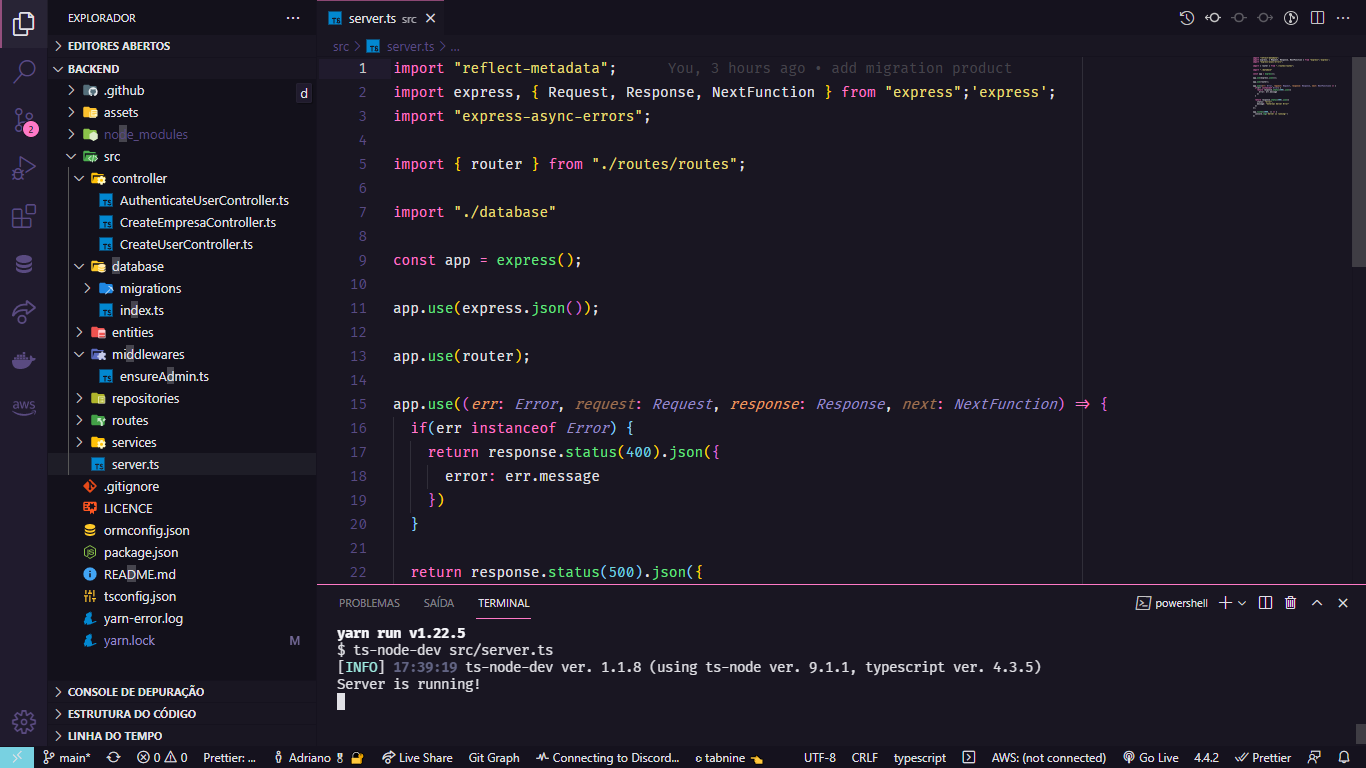 EXPLORADOR
EDITORES ABERTOS
BACKEND
.github
d
assets
node_modules
src
controller
AuthenticateUserController.ts
CreateEmpresaController.ts
CreateUserController.ts
database
migrations
index.ts
entities
middlewares
ensureAdmin.ts
repositories
routes
services
server.ts
.gitignore
LICENCE
ormconfig.json
package.json
README.md
tsconfig.json
yarn-error.log
yarn.lock M
CONSOLE DE DEPURAÇÃO
ESTRUTURA DO CÓDIGO
LINHA DO TEMPO
2
aws
server.ts src
src > server.ts > ...
1 import "reflect-metadata"; You, 3 hours ago • add migration product
2 import express, { Request, Response, NextFunction } from "express";'express';
3 import "express-async-errors";
4
5 import { router } from "./routes/routes";
6
7 import "./database"
8
9 const app = express();
10
11 app.use(express.json());
12
13 app.use(router);
14
15 app.use((err: Error, request: Request, response: Response, next: NextFunction) => {
16 if(err instanceof Error) {
17 return response.status(400).json({
18 error: err.message
19 })
20 }
21
22 return response.status(500).json({
PROBLEMAS SAÍDA TERMINAL powershell
yarn run v1.22.5
$ ts-node-dev src/server.ts
[INFO] 17:39:19 ts-node-dev ver. 1.1.8 (using ts-node ver. 9.1.1, typescript ver. 4.3.5)
Server is running!
main* 0 0 Prettier: ... Adriano Live Share Git Graph Connecting to Discord... tabnine UTF-8 CRLF typescript AWS: (not connected) Go Live 4.4.2 Prettier